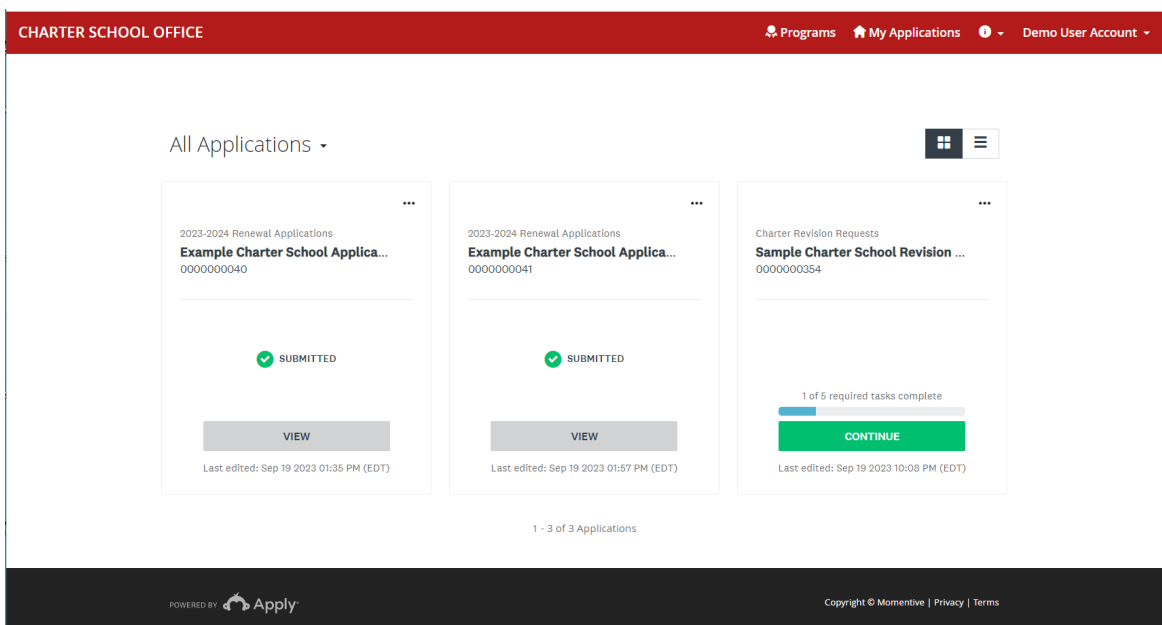 CHARTER SCHOOL OFFICE Programs My Applications Demo User Account
All Applications
2023-2024 Renewal Applications
Example Charter School Applica...
0000000040
SUBMITTED
VIEW
Last edited: Sep 19 2023 01:35 PM (EDT)
2023-2024 Renewal Applications
Example Charter School Applica...
0000000041
SUBMITTED
VIEW
Last edited: Sep 19 2023 01:57 PM (EDT)
Charter Revision Requests
Sample Charter School Revision ...
0000000354
1 of 5 required tasks complete
CONTINUE
Last edited: Sep 19 2023 10:08 PM (EDT)
1 - 3 of 3 Applications
POWERED BY Apply
Copyright © Momentive | Privacy | Terms